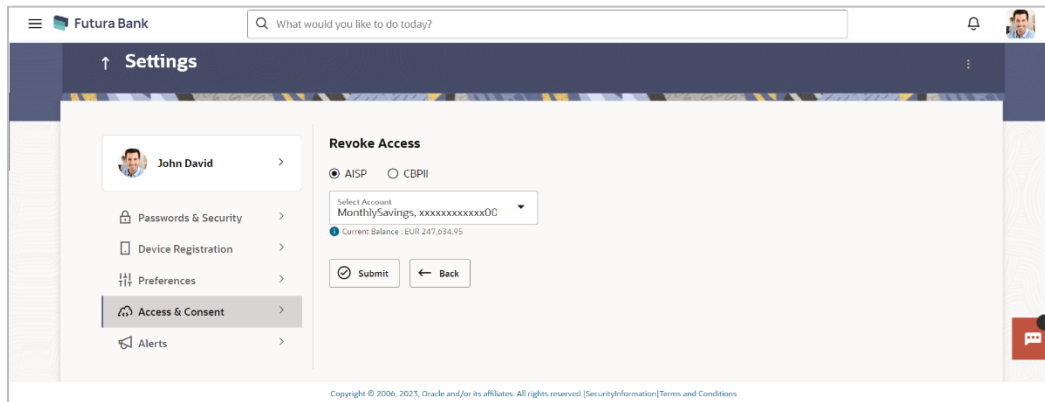 Futura Bank
What would you like to do today?
Settings
John David
Passwords & Security
Device Registration
Preferences
Access & Consent
Alerts
Revoke Access
AISP
CBPII
Select Account
MonthlySavings, xxxxxxxxxxxx00
Current Balance : EUR 247,634.95
Submit
Back
Copyright © 2006, 2023, Oracle and/or its affiliates. All rights reserved.|SecurityInformation|Terms and Conditions